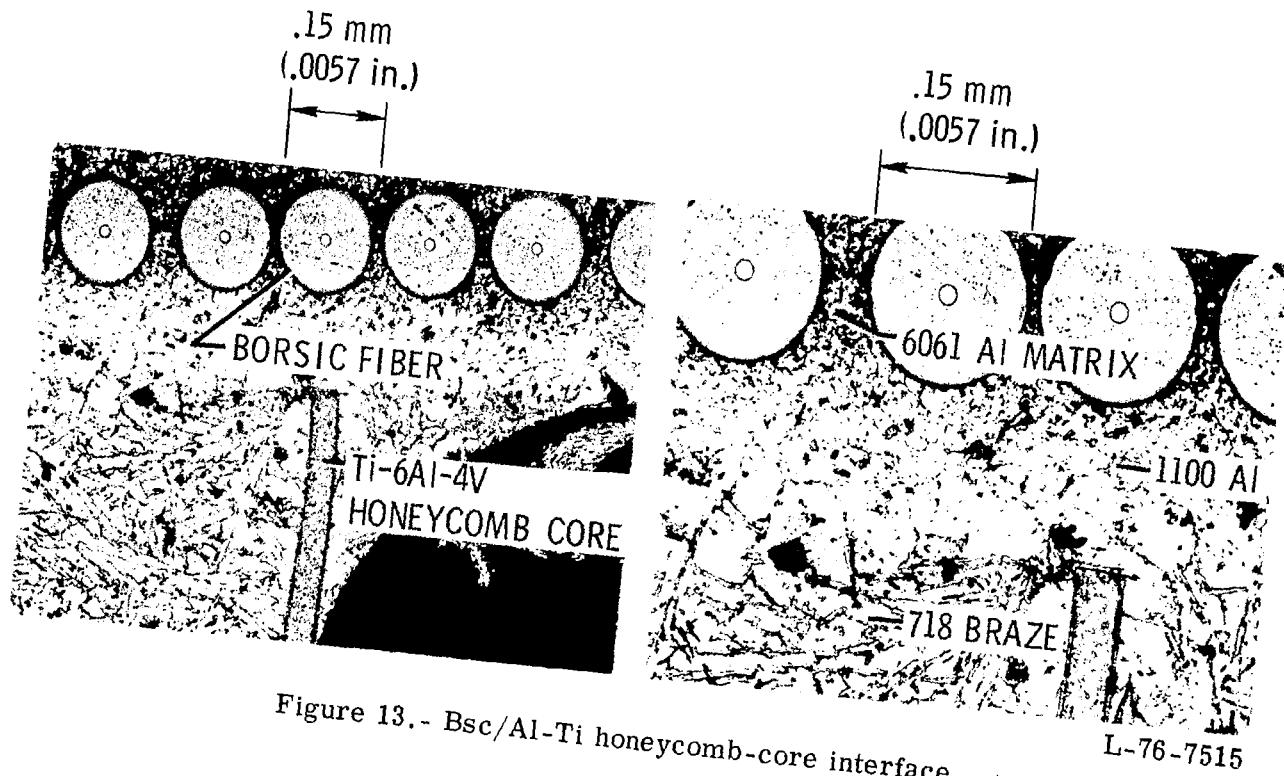 .15 mm
(.0057 in.)
BORSIC FIBER
Ti-6Al-4V
HONEYCOMB CORE
.15 mm
(.0057 in.)
6061 Al MATRIX
1100 Al
718 BRAZE
L-76-7515
Figure 13.- Bsc/Al-Ti honeycomb-core interface